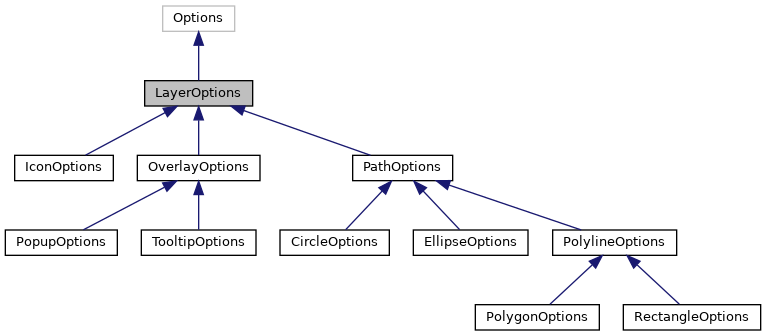 Options
LayerOptions
IconOptions
OverlayOptions
PathOptions
PopupOptions
TooltipOptions
CircleOptions
EllipseOptions
PolylineOptions
PolygonOptions
RectangleOptions